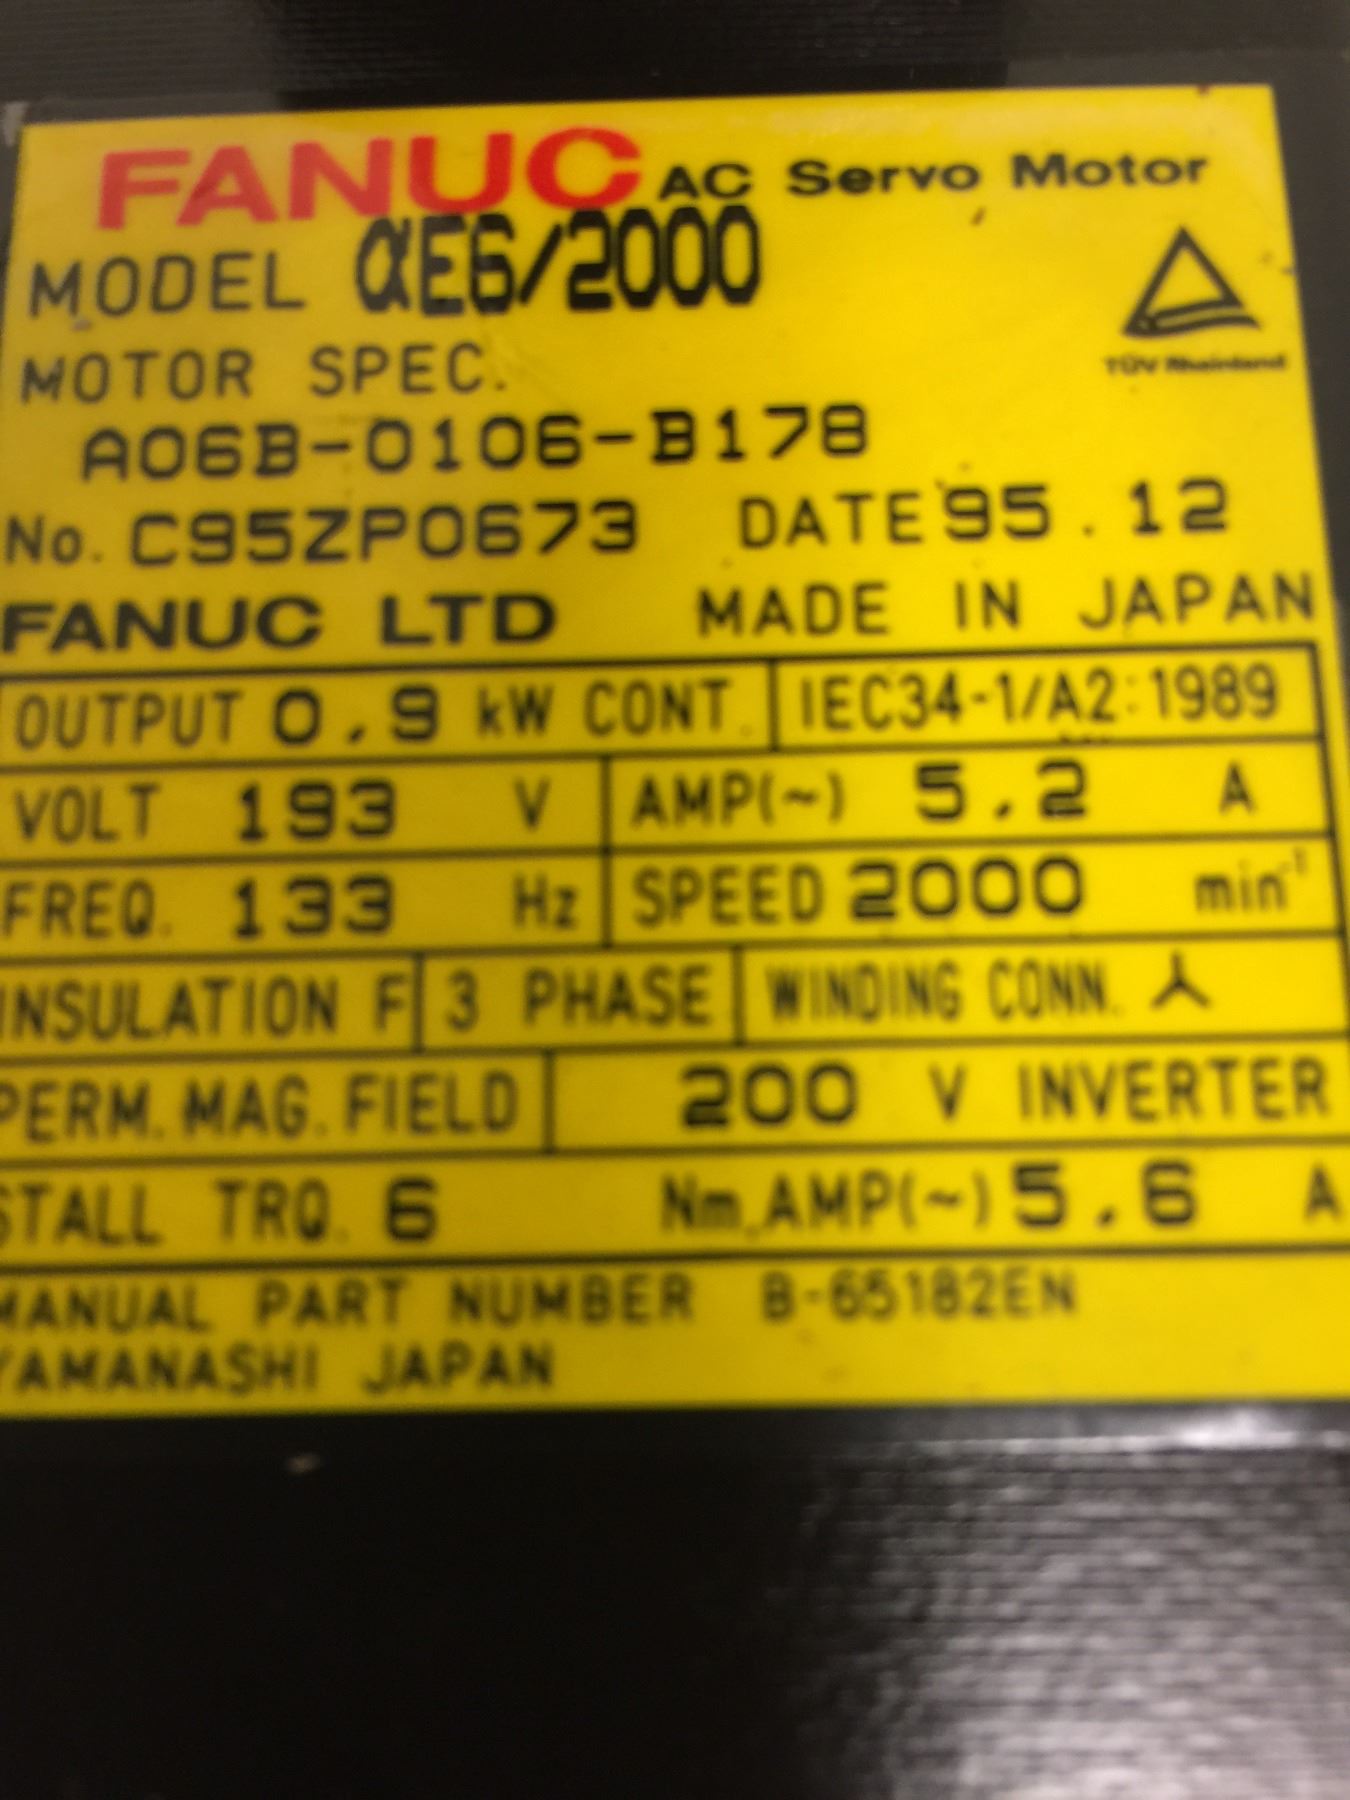 FANUC AC Servo Motor
MODEL αE6/2000
TÜV Rheinland
MOTOR SPEC.
A06B-0106-B178
No. C95ZP0673 DATE'95.12
FANUC LTD MADE IN JAPAN
OUTPUT 0.9 kW CONT. IEC34-1/A2:1989
VOLT 193 V AMP(~) 5.2 A
FREQ. 133 Hz SPEED 2000 min⁻¹
INSULATION F 3 PHASE WINDING CONN.
PERM. MAG. FIELD 200 V INVERTER
STALL TRQ. 6 Nm, AMP(~) 5.6 A
MANUAL PART NUMBER B-65182EN
YAMANASHI JAPAN